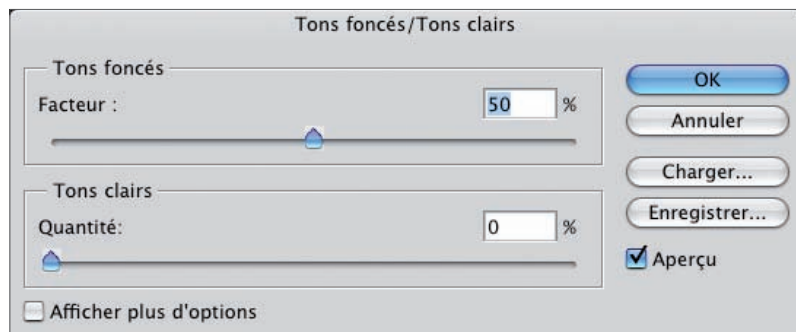 Tons foncés/Tons clairs
Tons foncés
Facteur :
50 %
Tons clairs
Quantité:
0 %
Afficher plus d'options
OK
Annuler
Charger...
Enregistrer...
Aperçu